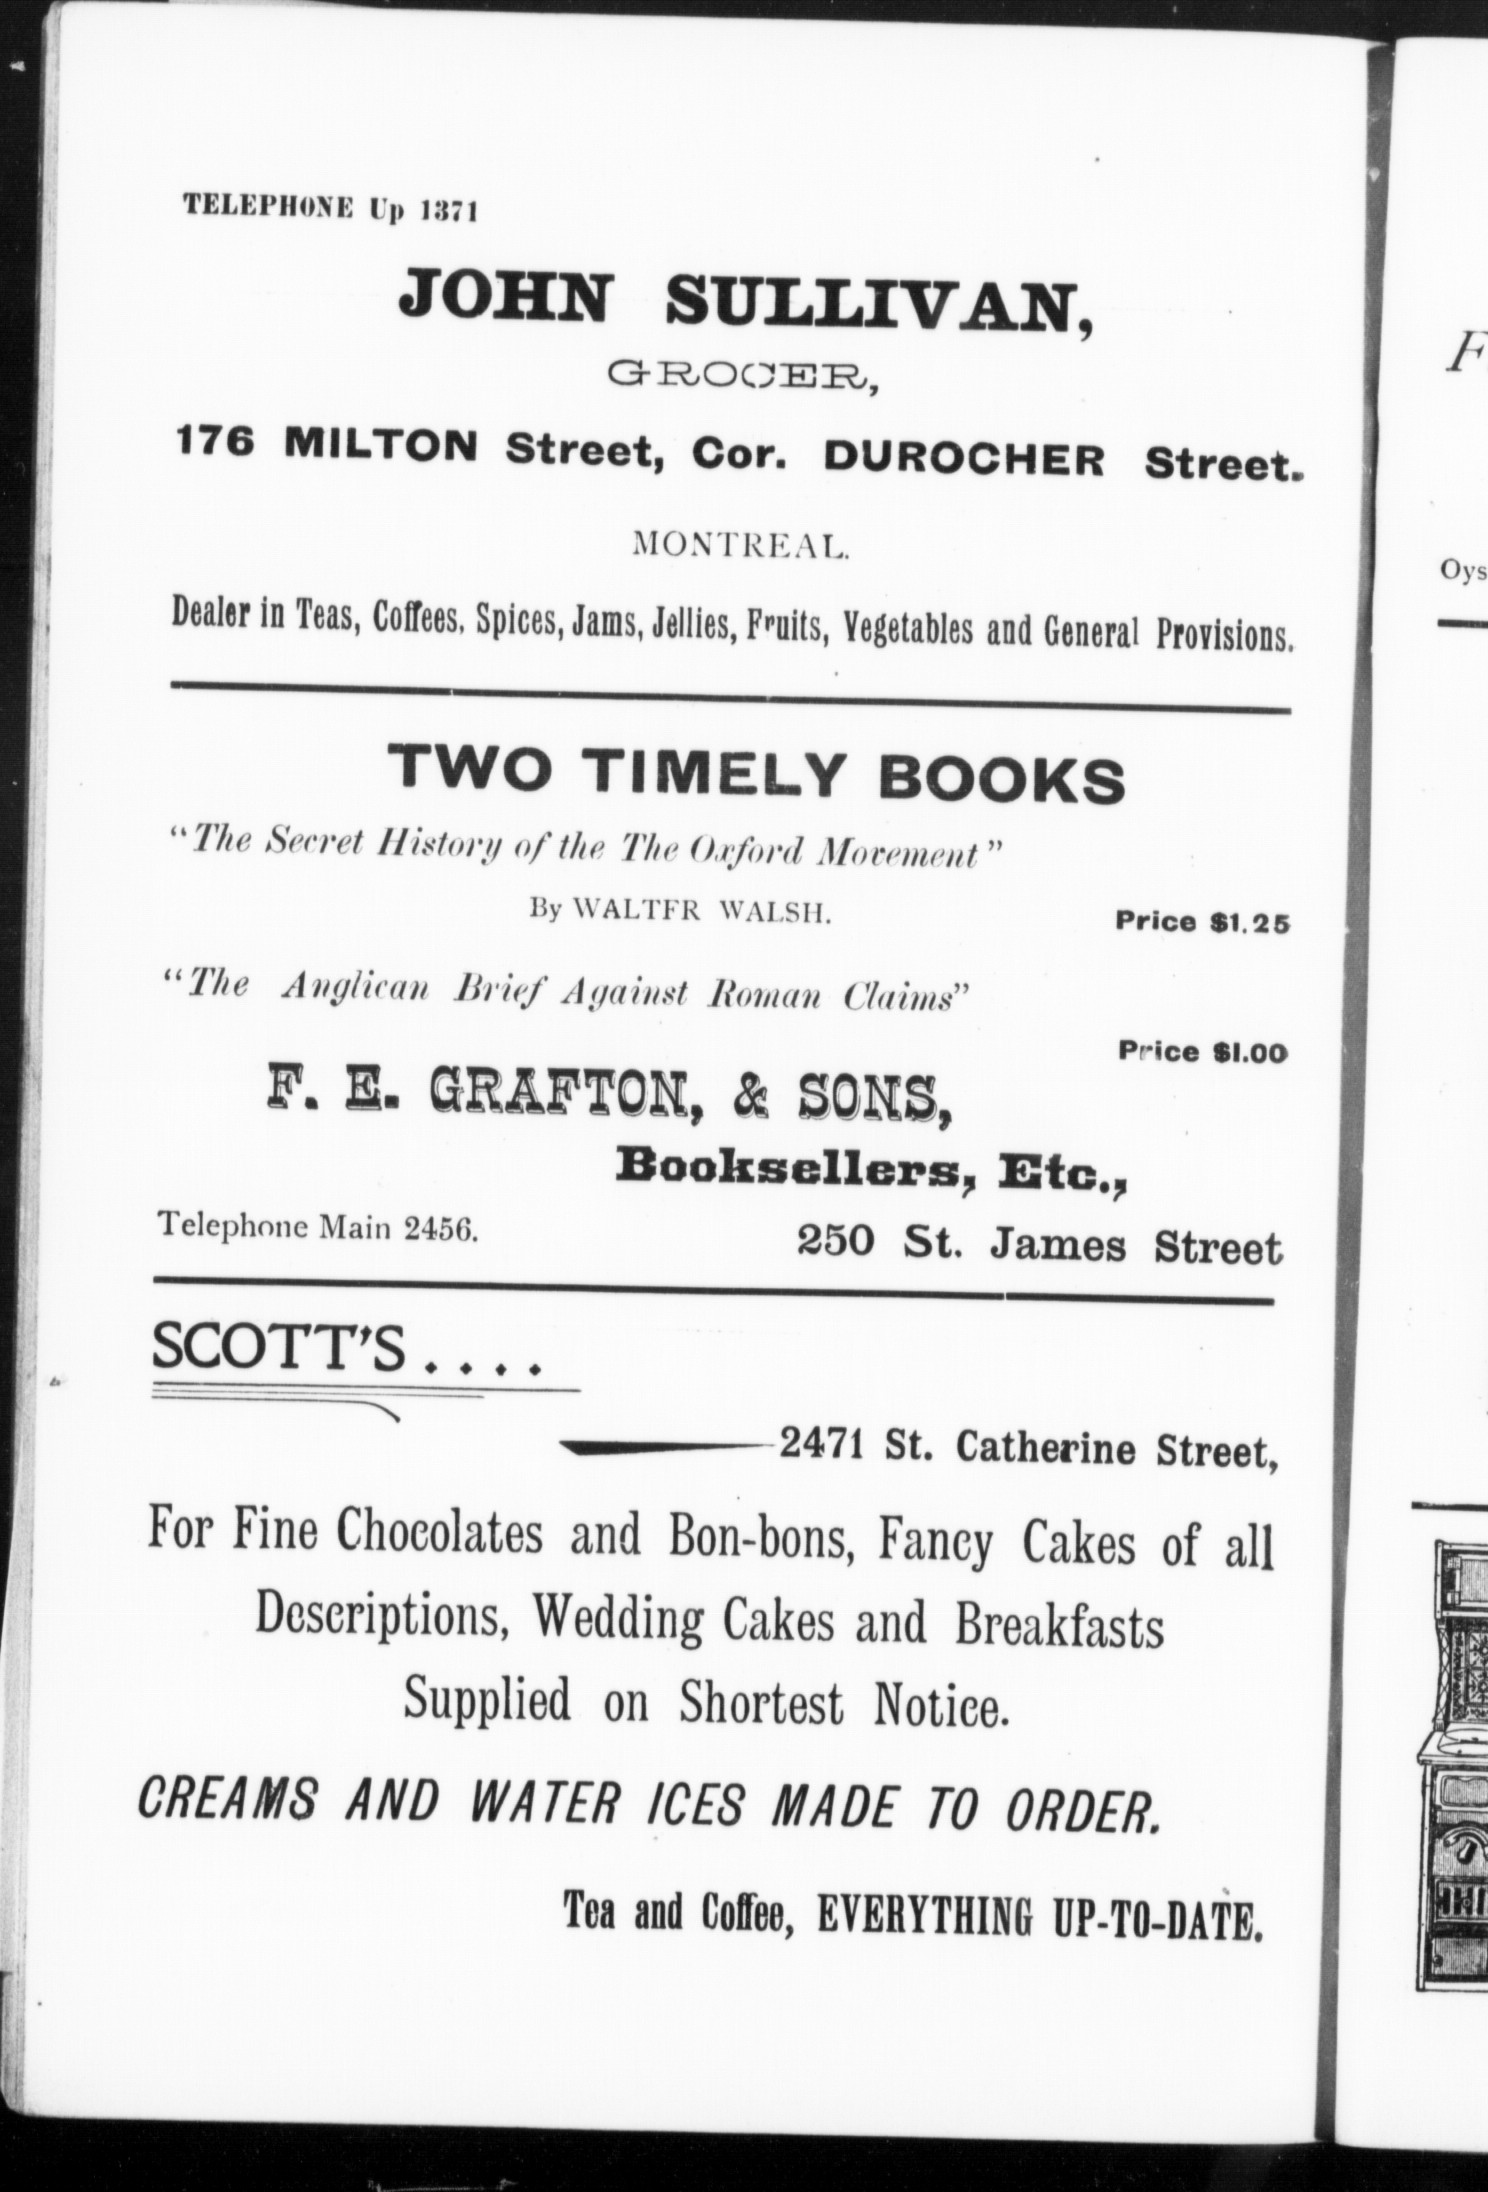 TELEPHONE Up 1371
JOHN SULLIVAN,
GROCER,
176 MILTON Street, Cor. DUROCHER Street.
MONTREAL.
Dealer in Teas, Coffees, Spices, Jams, Jellies, Fruits, Vegetables and General Provisions.
TWO TIMELY BOOKS
"The Secret History of the The Oxford Movement"
By WALTER WALSH. Price $1.25
"The Anglican Brief Against Roman Claims"
Price $1.00
F. E. GRAFTON, & SONS,
Booksellers, Etc.,
Telephone Main 2456. 250 St. James Street
SCOTT'S....
2471 St. Catherine Street,
For Fine Chocolates and Bon-bons, Fancy Cakes of all
Descriptions, Wedding Cakes and Breakfasts
Supplied on Shortest Notice.
CREAMS AND WATER ICES MADE TO ORDER.
Tea and Coffee, EVERYTHING UP-TO-DATE.
F
Oys